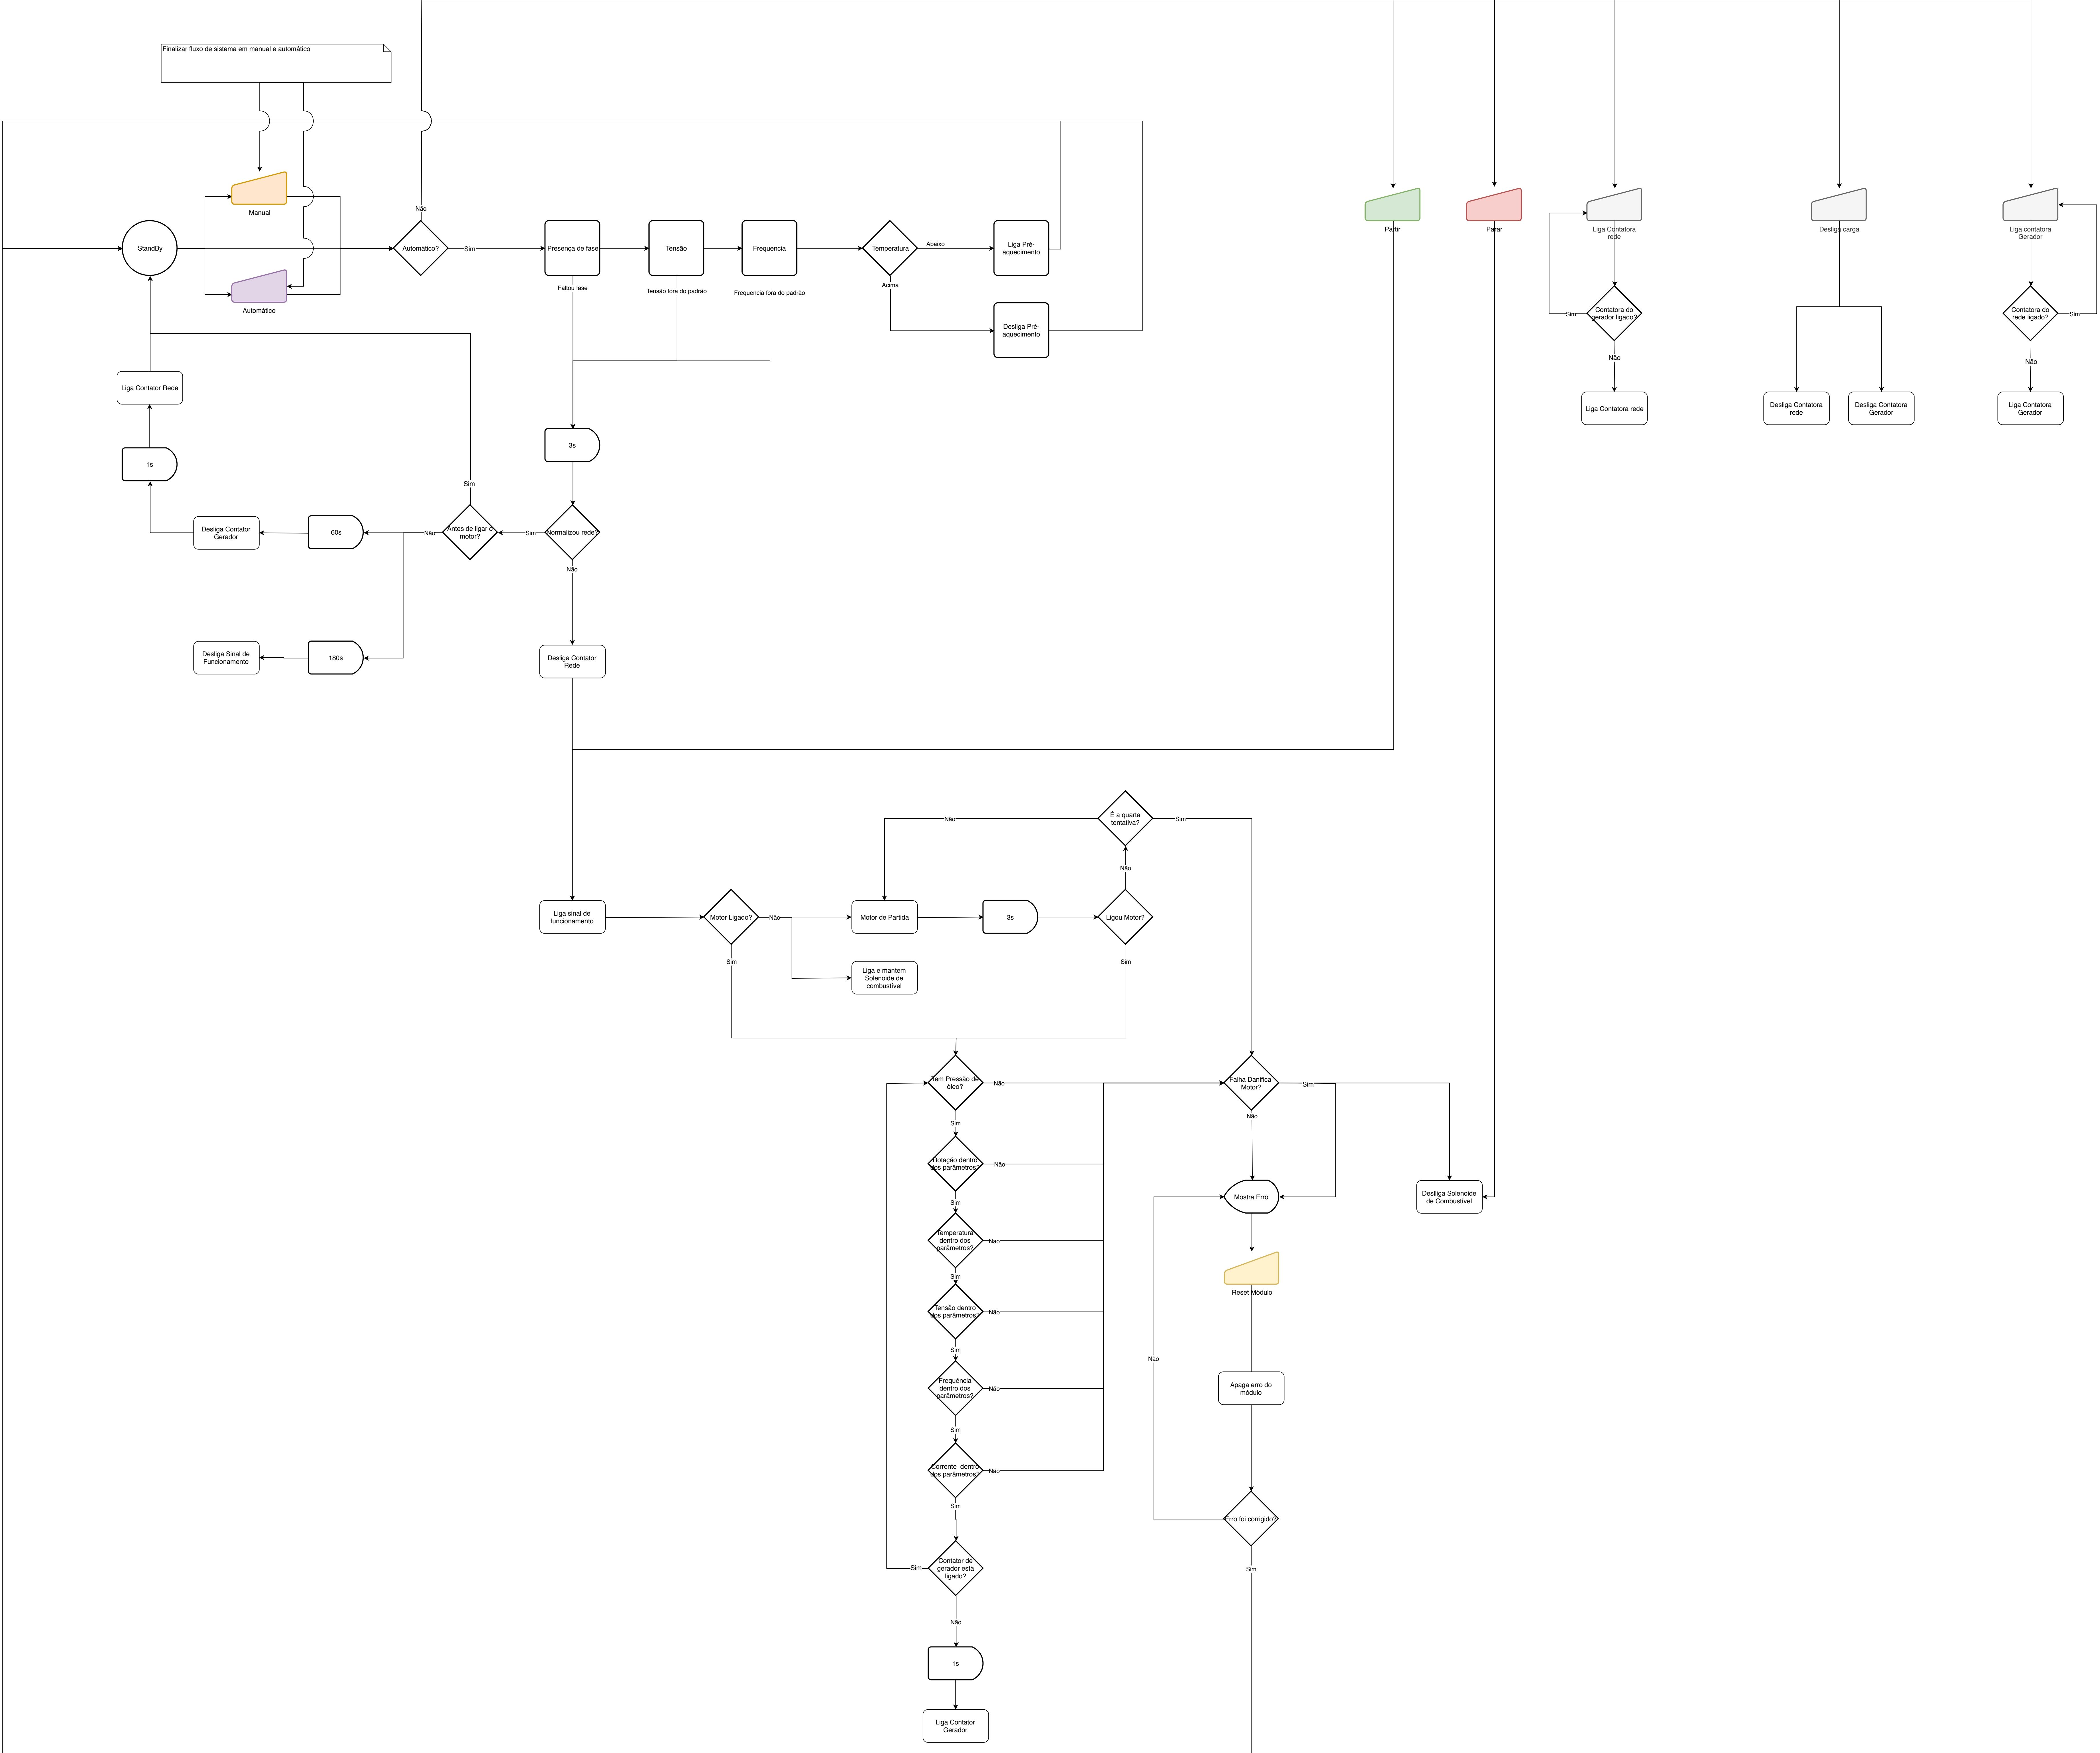 Finalizar fluxo de sistema em manual e automático
Manual
StandBy
Automático
Não
Automático?
Sim
Presença de fase
Faltou fase
Tensão
Tensão fora do padrão
Frequencia
Frequencia fora do padrão
Temperatura
Abaixo
Acima
Liga Pré-
aquecimento
Desliga Pré-
aquecimento
Partir
Parar
Liga Contatora
rede
Contatora do
gerador ligado?
Sim
Não
Liga Contatora rede
Desliga carga
Desliga Contatora
rede
Desliga Contatora
Gerador
Liga contatora
Gerador
Contatora do
rede ligado?
Sim
Não
Liga Contatora
Gerador
Liga Contator Rede
1s
Desliga Contator
Gerador
60s
Não
Antes de ligar o
motor?
Sim
Sim
Normalizou rede?
3s
Não
Desliga Sinal de
Funcionamento
180s
Desliga Contator
Rede
Liga sinal de
funcionamento
Motor Ligado?
Não
Sim
Motor de Partida
Liga e mantem
Solenoide de
combustível
3s
Ligou Motor?
Não
Sim
É a quarta
tentativa?
Não
Sim
Tem Pressão de
óleo?
Não
Sim
Rotação dentro
dos parâmetros?
Não
Sim
Temperatura
dentro dos
parâmetros?
Nao
Sim
Tensão dentro
dos parâmetros?
Não
Sim
Frequência
dentro dos
parâmetros?
Não
Sim
Corrente dentro
dos parâmetros?
Não
Sim
Contator de
gerador está
ligado?
Sim
Não
1s
Liga Contator
Gerador
Falha Danifica
Motor?
Sim
Não
Mostra Erro
Deslliga Solenoide
de Combustível
Reset Módulo
Apaga erro do
módulo
Não
Erro foi corrigido?
Sim